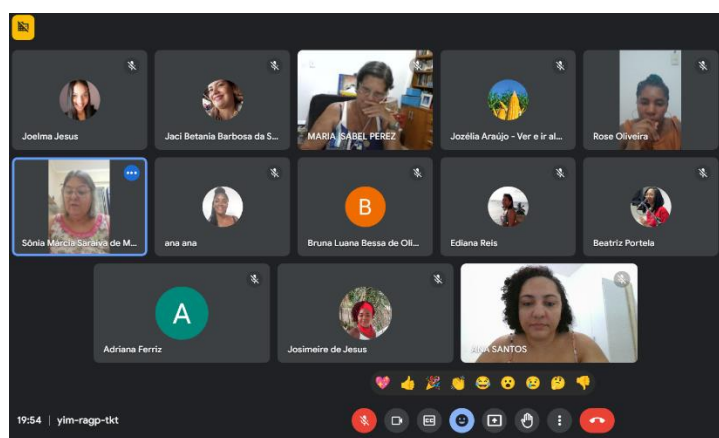 Joelma Jesus
Jaci Betania Barbosa da S...
MARIA ISABEL PEREZ
Jozélia Araújo - Ver e ir al...
Rose Oliveira
Sônia Márcia Saraiva de M...
ana ana
B
Bruna Luana Bessa de Oli...
Ediana Reis
Beatriz Portela
A
Adriana Ferriz
Josimeire de Jesus
ANA SANTOS
19:54 | yim-ragp-tkt
CC